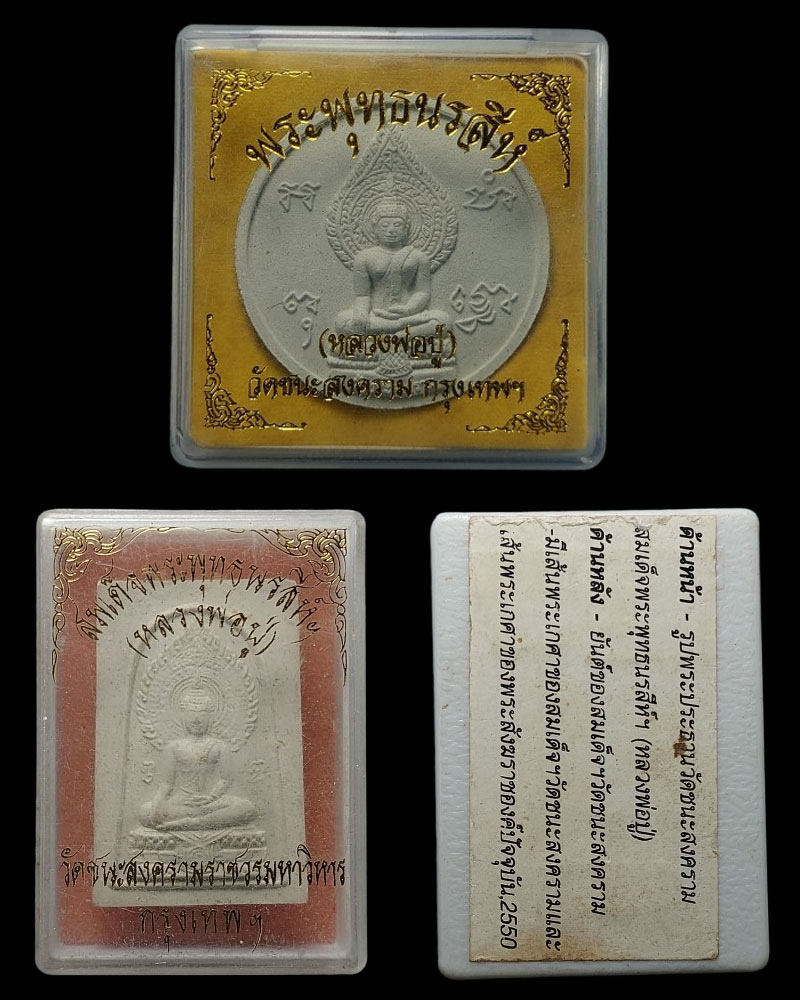 พระพุทธนรสีห์
(หลวงพ่อปู่)
วัดชนะสงคราม กรุงเทพฯ
สมเด็จพระพุทธนรสีห์ฯ
(หลวงพ่อปู่)
วัดชนะสงครามราชวรมหาวิหาร
กรุงเทพฯ
ด้านหน้า - รูปพระประธานวัดชนะสงคราม
สมเด็จพระพุทธนรสีห์ฯ (หลวงพ่อปู่)
ด้านหลัง - ยันต์ของสมเด็จฯวัดชนะสงคราม
-มีเส้นพระเกศาของสมเด็จฯวัดชนะสงครามและ
เส้นพระเกศาของพระสังฆราชองค์ปัจจุบัน,2550